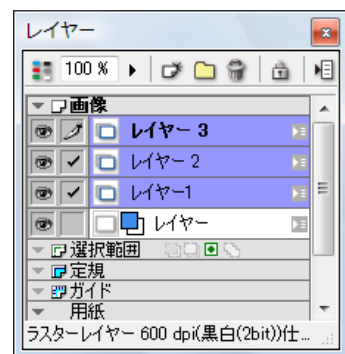 レイヤー
100 %
画像
レイヤー 3
レイヤー 2
レイヤー1
レイヤー
選択範囲
定規
ガイド
用紙
ラスターレイヤー 600 dpi(黒白(2bit))仕...